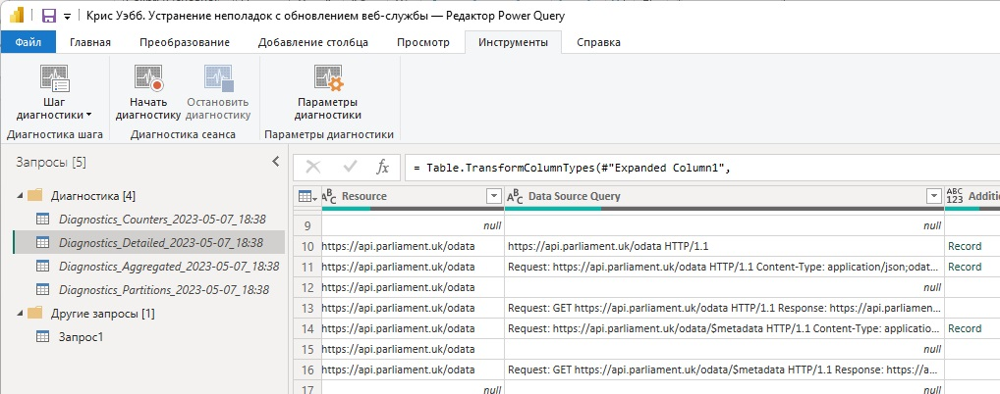 Крис Уэбб. Устранение неполадок с обновлением веб-службы — Редактор Power Query
Файл Главная Преобразование Добавление столбца Просмотр Инструменты Справка
Шаг диагностики
Начать диагностику
Остановить диагностику
Параметры диагностики
Диагностика шага Диагностика сеанса Параметры диагностики
Запросы [5]
Диагностика [4]
Diagnostics_Counters_2023-05-07_18:38
Diagnostics_Detailed_2023-05-07_18:38
Diagnostics_Aggregated_2023-05-07_18:38
Diagnostics_Partitions_2023-05-07_18:38
Другие запросы [1]
Запрос1
fx = Table.TransformColumnTypes(#"Expanded Column1",
ABC Resource ABC Data Source Query ABC 123 Additi
9 null null
10 https://api.parliament.uk/odata https://api.parliament.uk/odata HTTP/1.1 Record
11 https://api.parliament.uk/odata Request: https://api.parliament.uk/odata HTTP/1.1 Content-Type: application/json;odat... Record
12 https://api.parliament.uk/odata null
13 https://api.parliament.uk/odata Request: GET https://api.parliament.uk/odata HTTP/1.1 Response: https://api.parliamen...
14 https://api.parliament.uk/odata Request: https://api.parliament.uk/odata/$metadata HTTP/1.1 Content-Type: applicatio... Record
15 https://api.parliament.uk/odata null
16 https://api.parliament.uk/odata Request: GET https://api.parliament.uk/odata/$metadata HTTP/1.1 Response: https://a...
17 null null